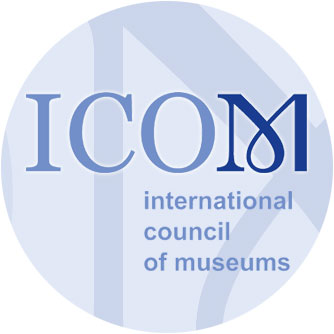 ICOM
international
council
of museums